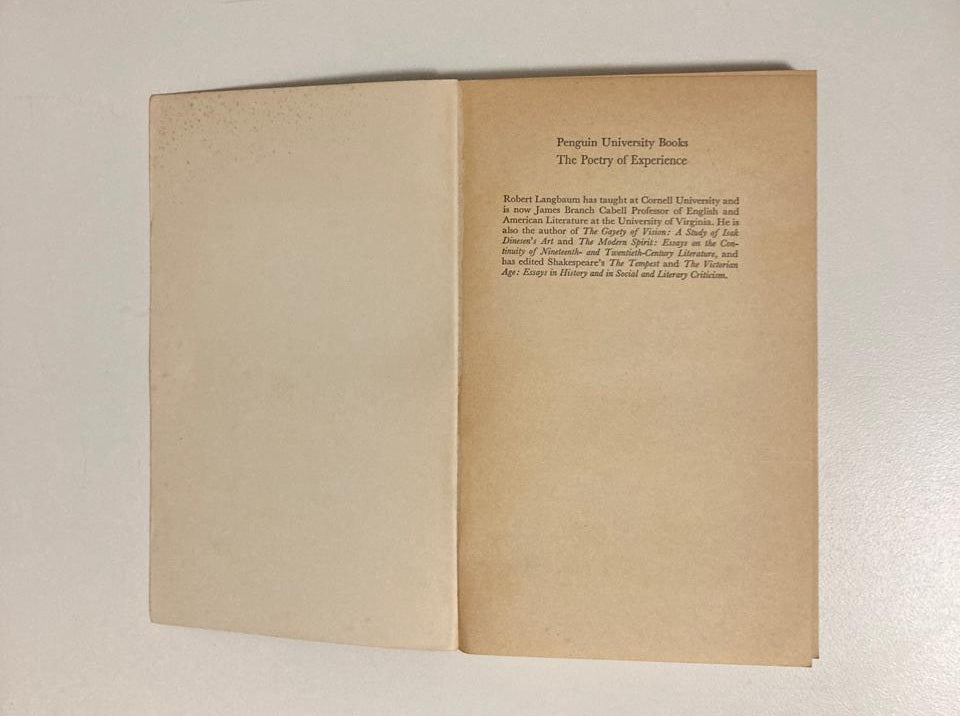 Penguin University Books
The Poetry of Experience
Robert Langbaum has taught at Cornell University and
is now James Branch Cabell Professor of English and
American Literature at the University of Virginia. He is
also the author of The Gayety of Vision: A Study of Isak
Dinesen's Art and The Modern Spirit: Essays on the Con-
tinuity of Nineteenth- and Twentieth-Century Literature, and
has edited Shakespeare's The Tempest and The Victorian
Age: Essays in History and in Social and Literary Criticism.